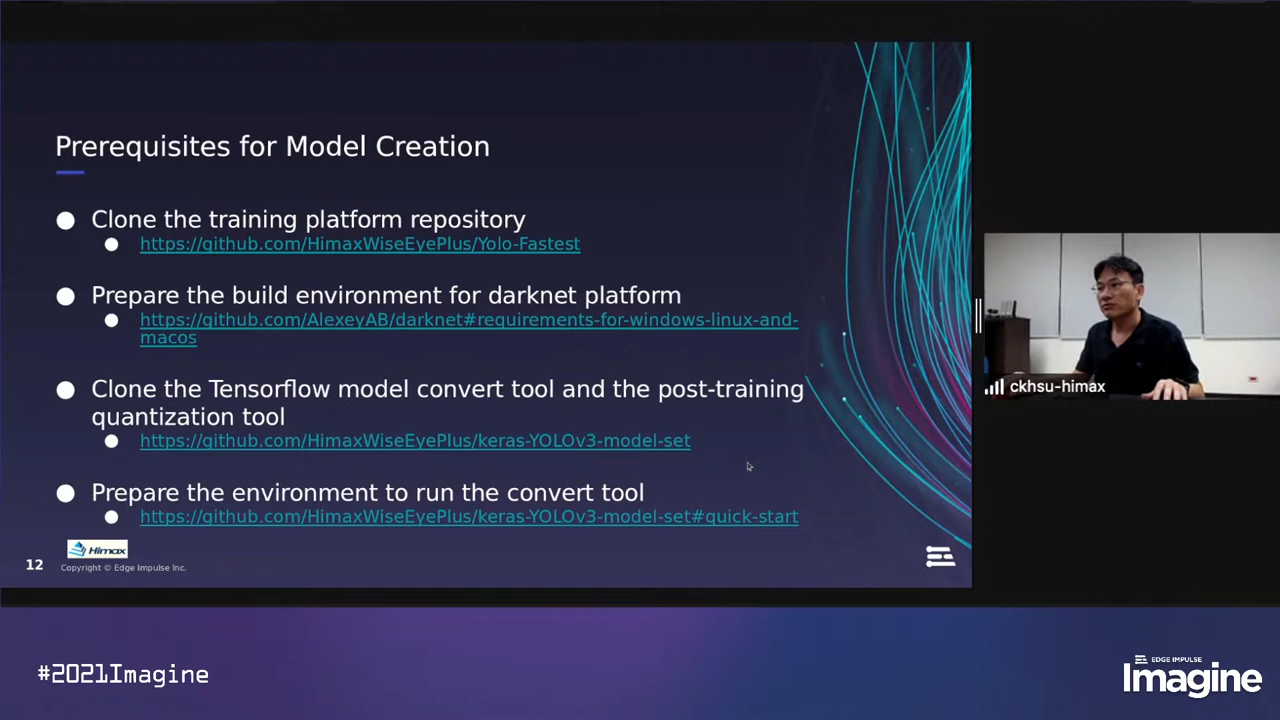 Prerequisites for Model Creation
Clone the training platform repository
https://github.com/HimaxWiseEyePlus/Yolo-Fastest
Prepare the build environment for darknet platform
https://github.com/AlexeyAB/darknet#requirements-for-windows-linux-and-
macos
Clone the Tensorflow model convert tool and the post-training
quantization tool
https://github.com/HimaxWiseEyePlus/keras-YOLOv3-model-set
Prepare the environment to run the convert tool
https://github.com/HimaxWiseEyePlus/keras-YOLOv3-model-set#quick-start
Himax
12
Copyright © Edge Impulse Inc.
ckhsu-himax
#2021Imagine
EDGE IMPULSE
Imagine